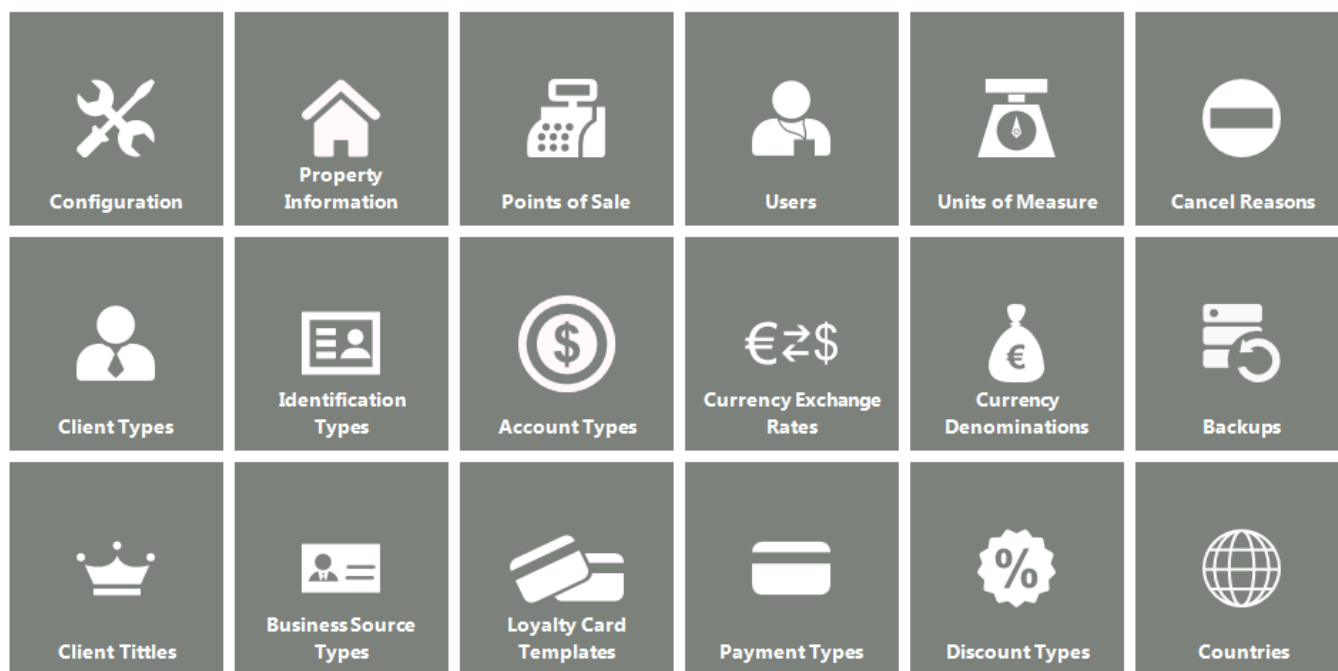 Configuration
Property
Information
Points of Sale
Users
Units of Measure
Cancel Reasons
Client Types
Identification
Types
$
Account Types
€ $
Currency Exchange
Rates
€
Currency
Denominations
Backups
Client Tittles
Business Source
Types
Loyalty Card
Templates
Payment Types
%
Discount Types
Countries